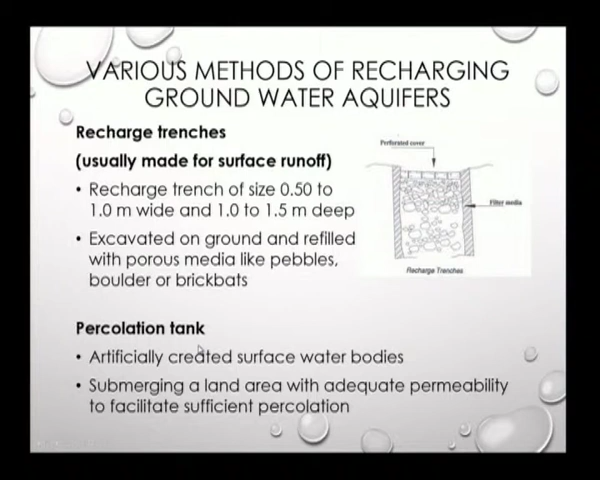 VARIOUS METHODS OF RECHARGING
GROUND WATER AQUIFERS
Recharge trenches
(usually made for surface runoff)
• Recharge trench of size 0.50 to
1.0 m wide and 1.0 to 1.5 m deep
• Excavated on ground and refilled
with porous media like pebbles,
boulder or brickbats
Perforated cover
Filter media
Recharge Trenches
Percolation tank
• Artificially created surface water bodies
• Submerging a land area with adequate permeability
to facilitate sufficient percolation